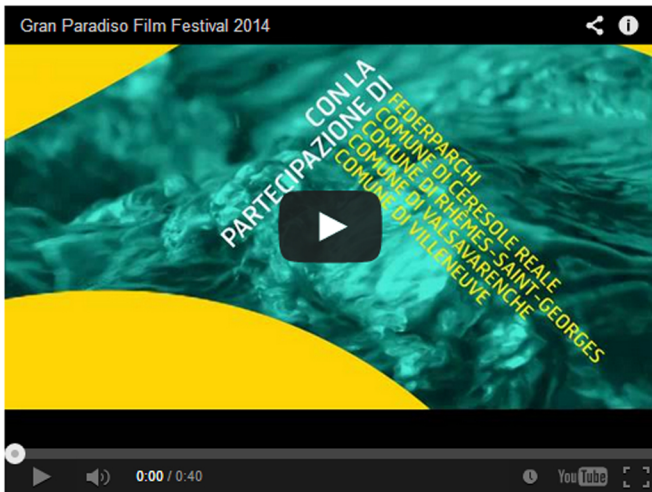 Gran Paradiso Film Festival 2014
CON LA
PARTECIPAZIONE DI
FEDERPARCHI
COMUNE DI CERESOLE REALE
COMUNE DI RHÊMES-SAINT-GEORGES
COMUNE DI VALSAVARENCHE
COMUNE DI VILLENEUVE
0:00 / 0:40
YouTube